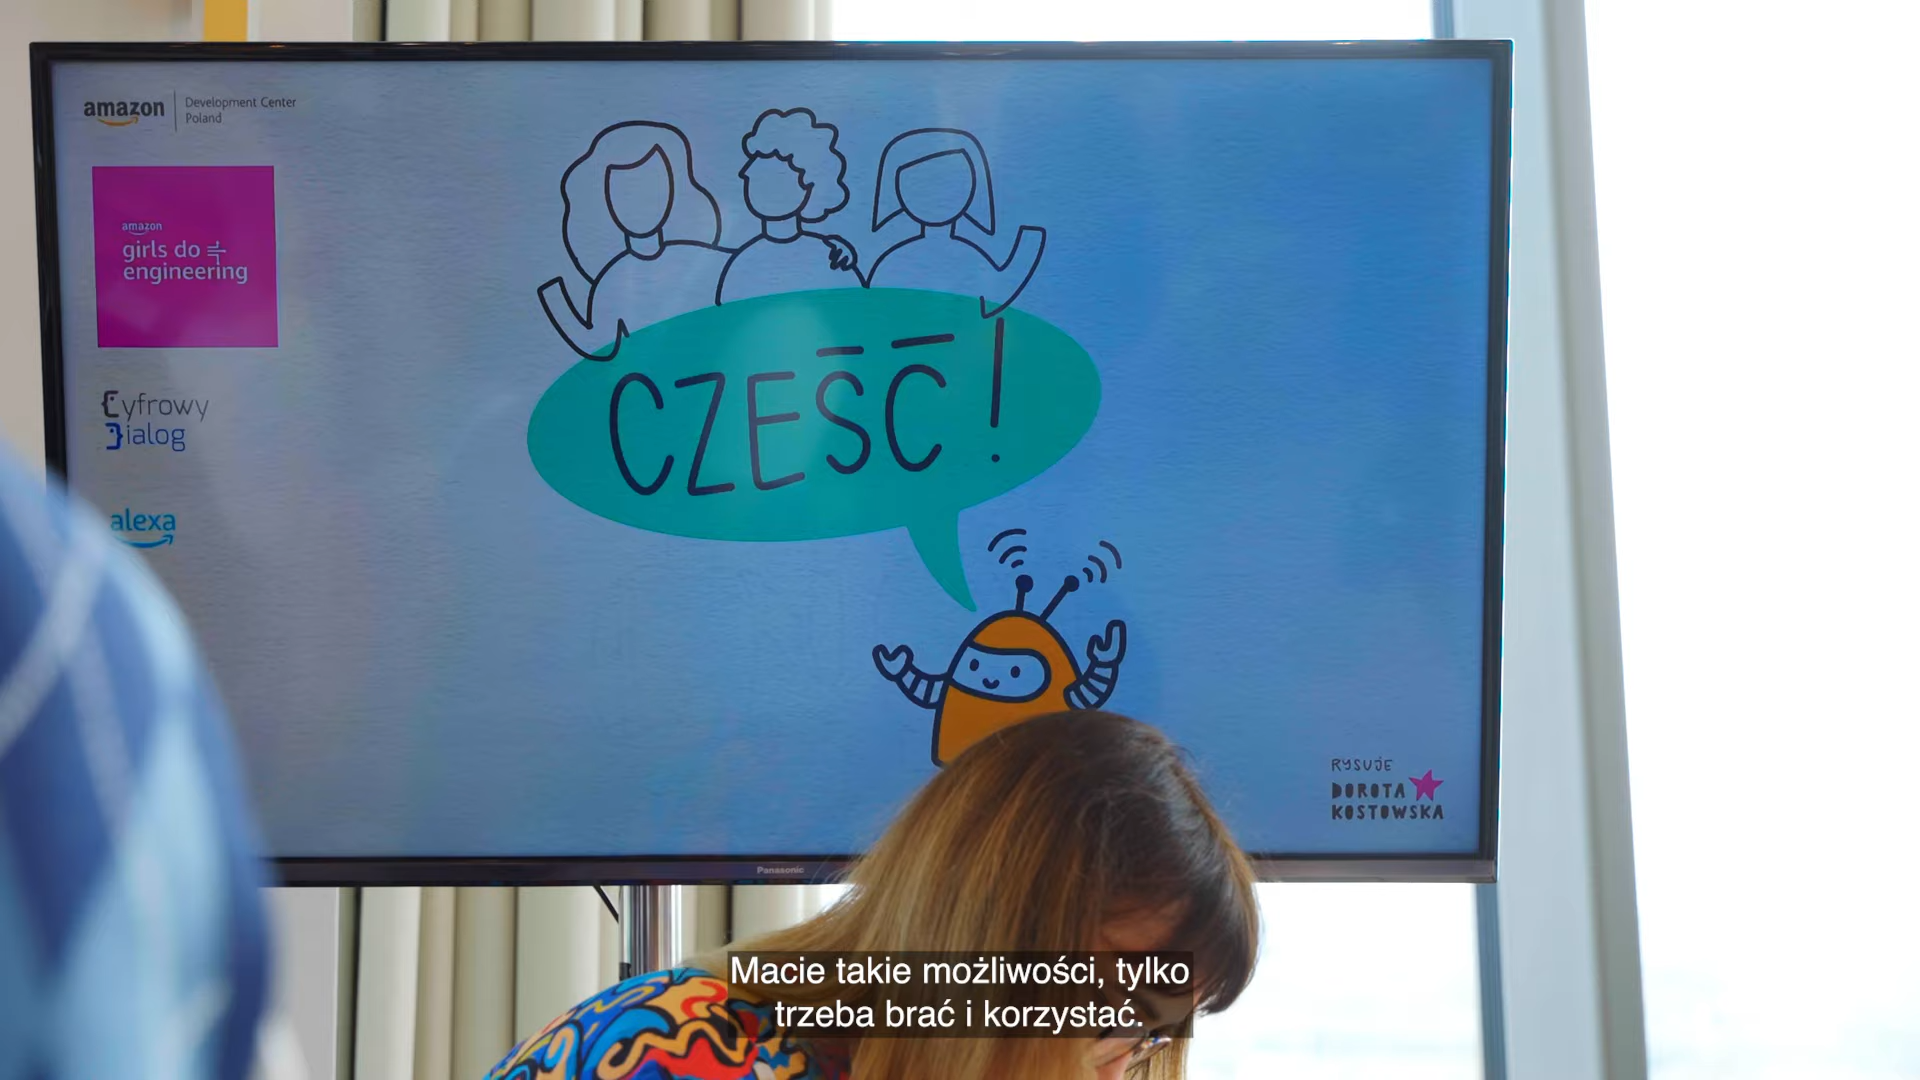 amazon
Development Center
Poland
amazon
girls do
engineering
Cyfrowy
Dialog
alexa
CZEŚĆ!
RYSUJE
DOROTA
KOSTOWSKA
Panasonic
Macie takie możliwości, tylko
trzeba brać i korzystać.